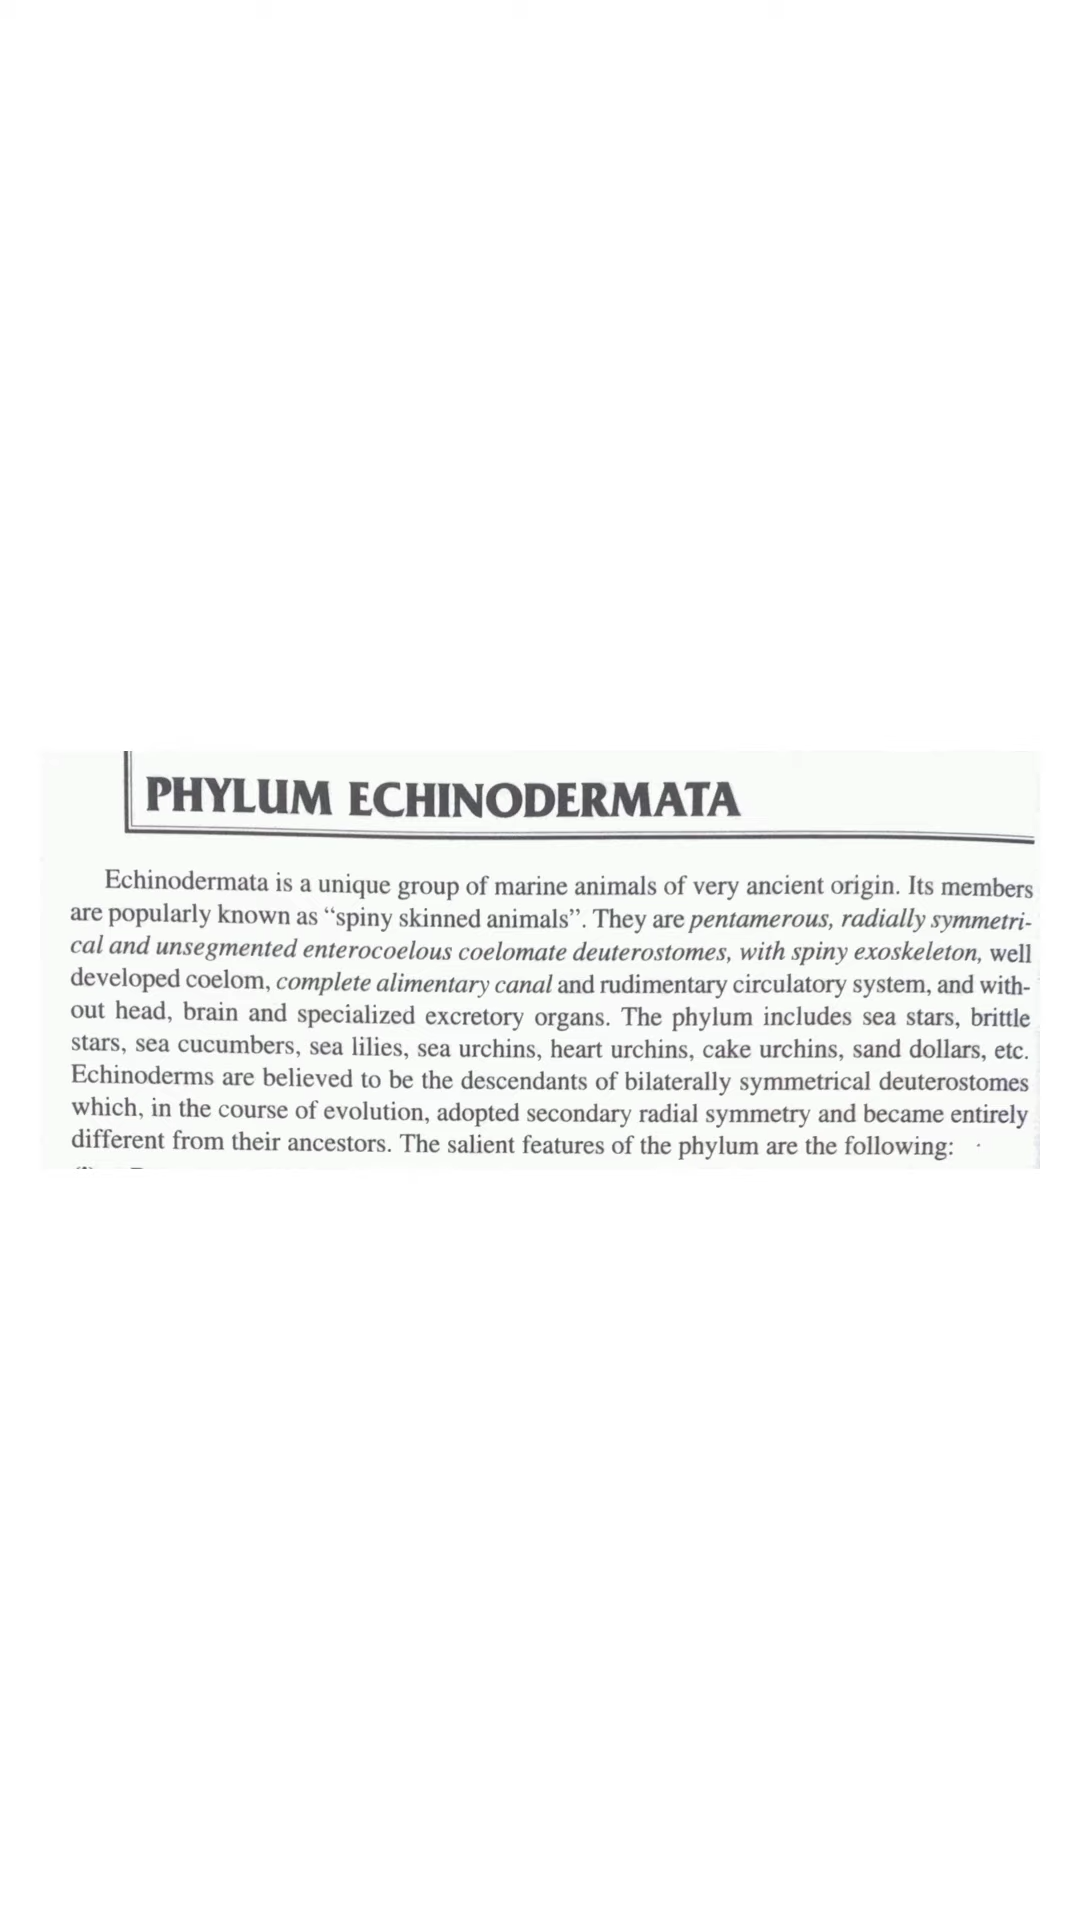 PHYLUM ECHINODERMATA
Echinodermata is a unique group of marine animals of very ancient origin. Its members
are popularly known as “spiny skinned animals”. They are pentamerous, radially symmetri-
cal and unsegmented enterocoelous coelomate deuterostomes, with spiny exoskeleton, well
developed coelom, complete alimentary canal and rudimentary circulatory system, and with-
out head, brain and specialized excretory organs. The phylum includes sea stars, brittle
stars, sea cucumbers, sea lilies, sea urchins, heart urchins, cake urchins, sand dollars, etc.
Echinoderms are believed to be the descendants of bilaterally symmetrical deuterostomes
which, in the course of evolution, adopted secondary radial symmetry and became entirely
different from their ancestors. The salient features of the phylum are the following: